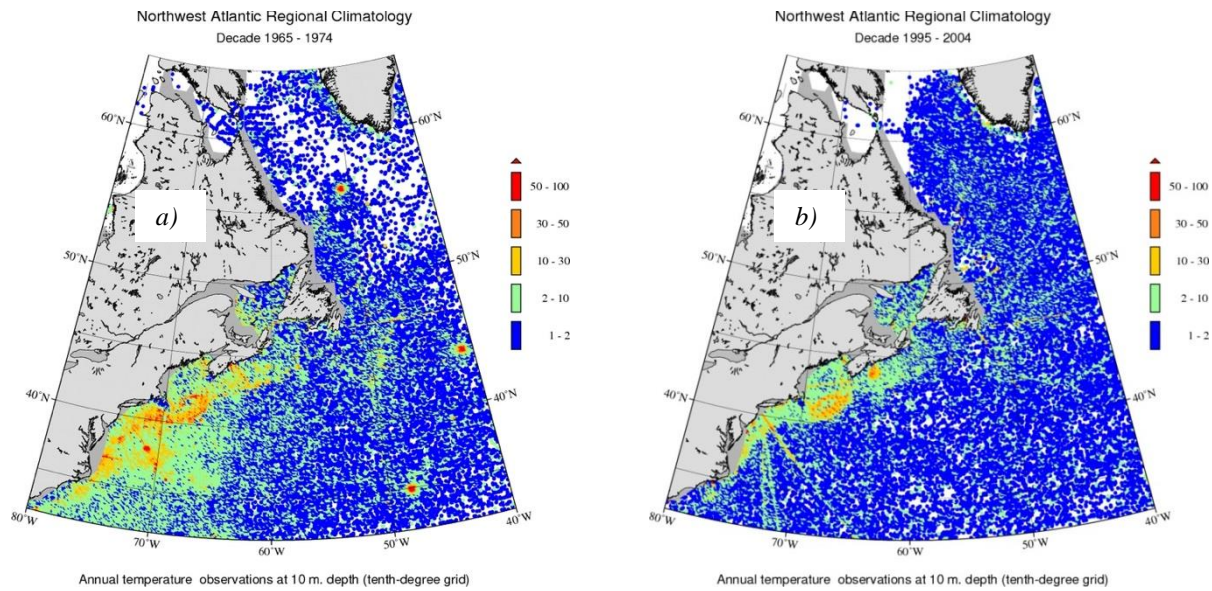 Northwest Atlantic Regional Climatology
Decade 1965 - 1974
a)
60°N
60°N
50°N
50°N
40°N
40°N
80°W
70°W
60°W
50°W
40°W
50 - 100
30 - 50
10 - 30
2 - 10
1 - 2
Annual temperature observations at 10 m. depth (tenth-degree grid)
Northwest Atlantic Regional Climatology
Decade 1995 - 2004
b)
60°N
60°N
50°N
50°N
40°N
40°N
80°W
70°W
60°W
50°W
40°W
50 - 100
30 - 50
10 - 30
2 - 10
1 - 2
Annual temperature observations at 10 m. depth (tenth-degree grid)